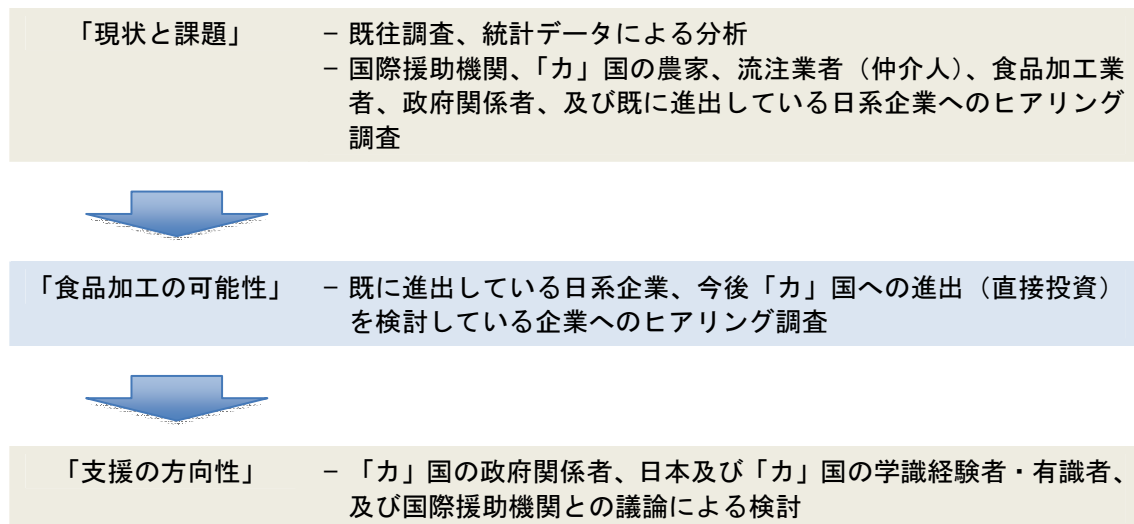 「現状と課題」 － 既往調査、統計データによる分析
－ 国際援助機関、「カ」国の農家、流注業者（仲介人）、食品加工業
者、政府関係者、及び既に進出している日系企業へのヒアリング
調査
「食品加工の可能性」 － 既に進出している日系企業、今後「カ」国への進出（直接投資）
を検討している企業へのヒアリング調査
「支援の方向性」 － 「カ」国の政府関係者、日本及び「カ」国の学識経験者・有識者、
及び国際援助機関との議論による検討